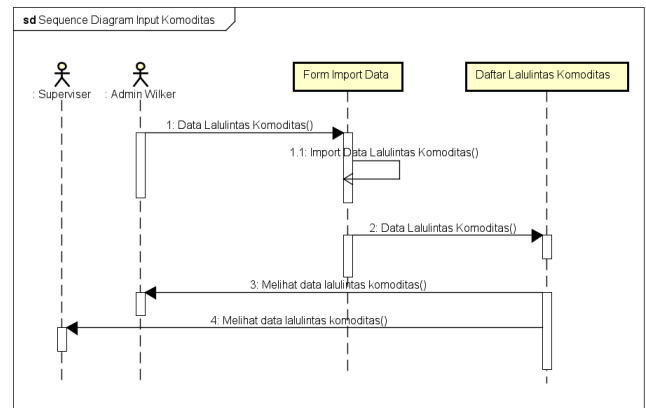 sd Sequence Diagram Input Komoditas
: Superviser
: Admin Wilker
Form Import Data
Daftar Lalulintas Komoditas
1: Data Lalulintas Komoditas()
1.1: Import Data Lalulintas Komoditas()
2: Data Lalulintas Komoditas()
3: Melihat data lalulintas komoditas()
4: Melihat data lalulintas komoditas()